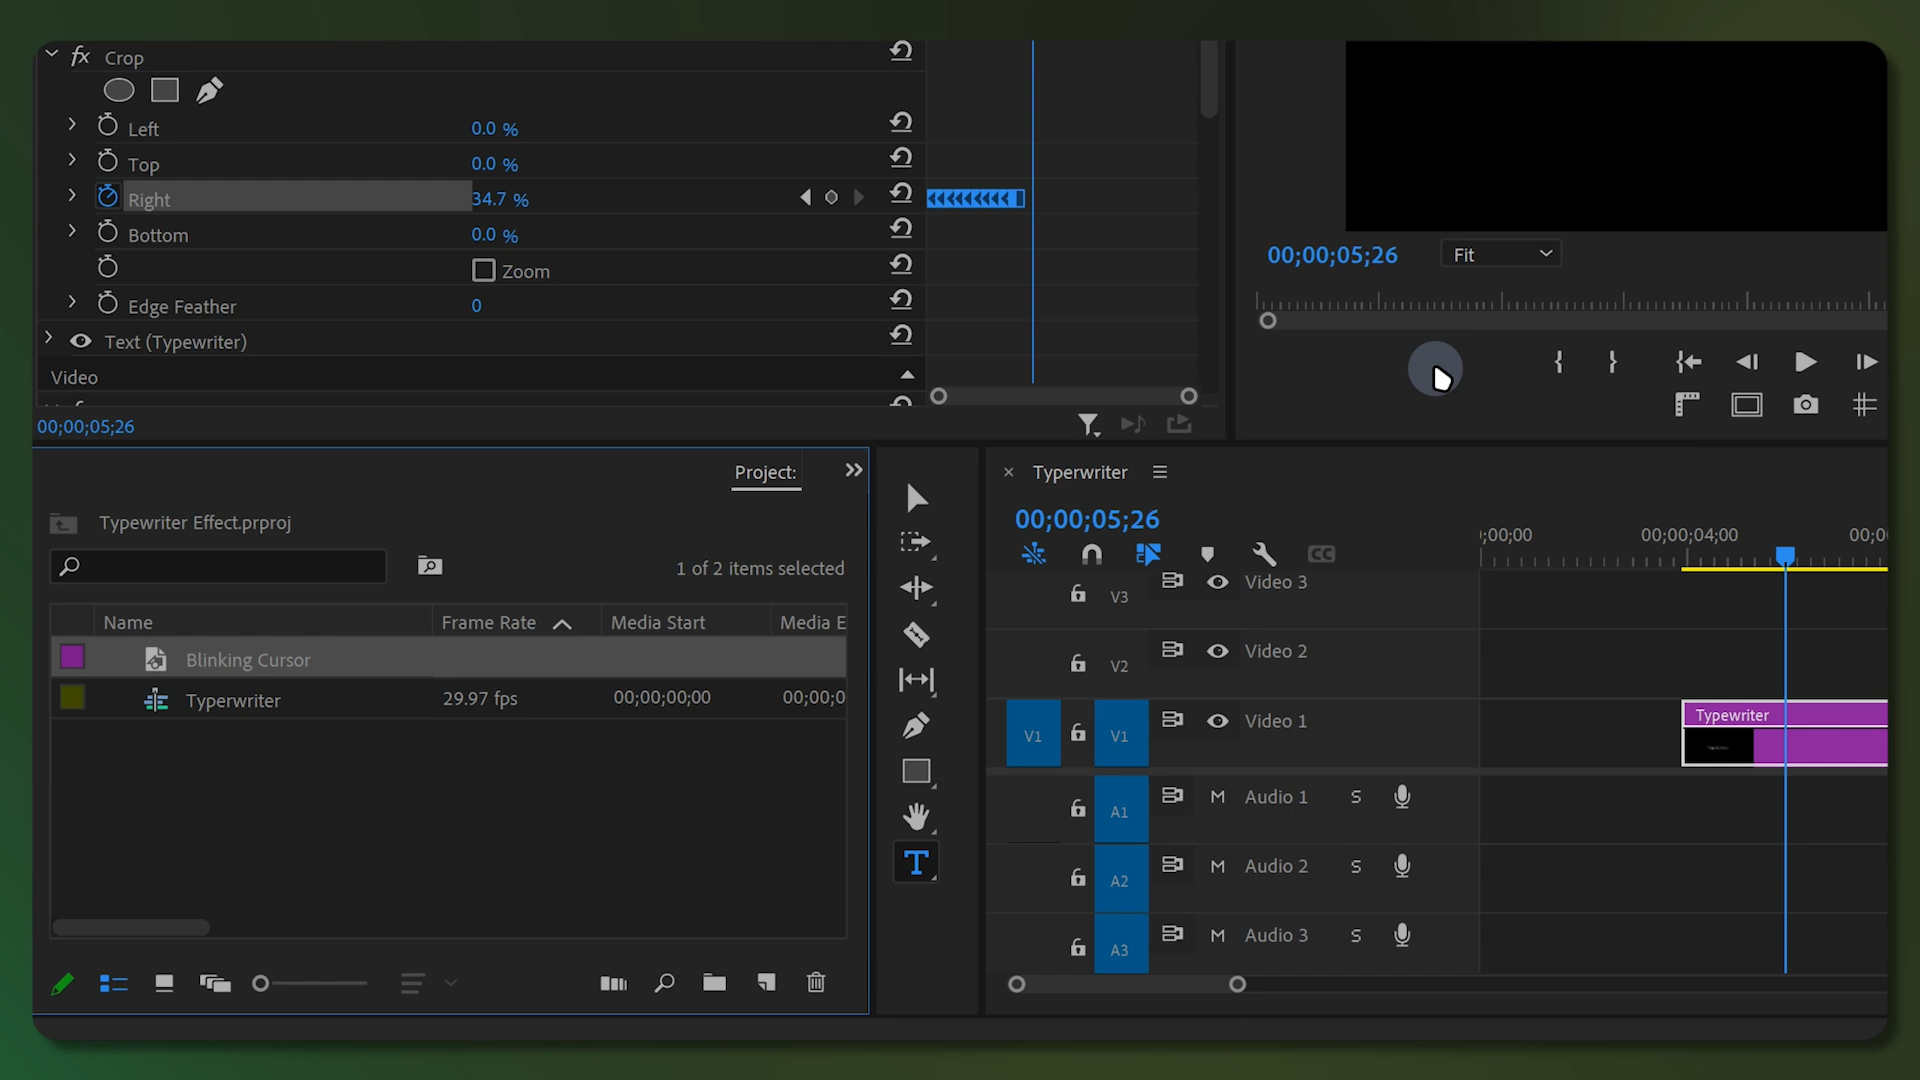 fx Crop
Left 0.0 %
Top 0.0 %
Right 34.7 %
Bottom 0.0 %
Zoom
Edge Feather 0
Text (Typewriter)
Video
00;00;05;26
00;00;05;26 Fit
Project:
Typewriter Effect.prproj
1 of 2 items selected
Name Frame Rate Media Start Media E
Blinking Cursor
Typerwriter 29.97 fps 00;00;00;00 00;00;0
T
× Typerwriter
00;00;05;26
;00;00 00;00;04;00 00;0
CC
V3 Video 3
V2 Video 2
V1 V1 Video 1
Typewriter
A1 M Audio 1 S
A2 M Audio 2 S
A3 M Audio 3 S